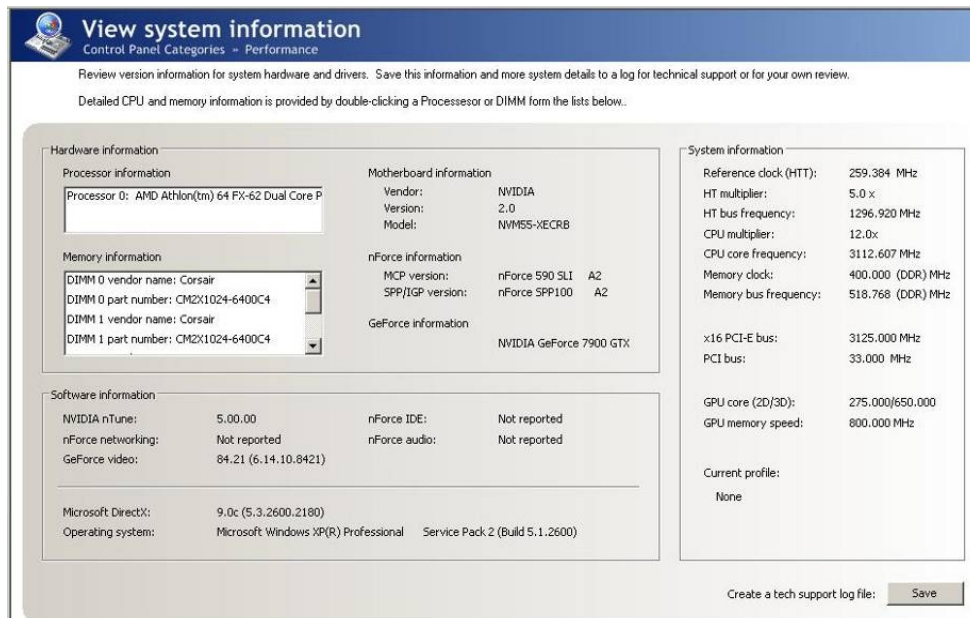 View system information
Control Panel Categories » Performance
Review version information for system hardware and drivers. Save this information and more system details to a log for technical support or for your own review.
Detailed CPU and memory information is provided by double-clicking a Processesor or DIMM form the lists below..
Hardware information
Processor information
Processor 0: AMD Athlon(tm) 64 FX-62 Dual Core P
Memory information
DIMM 0 vendor name: Corsair
DIMM 0 part number: CM2X1024-6400C4
DIMM 1 vendor name: Corsair
DIMM 1 part number: CM2X1024-6400C4
Motherboard information
Vendor: NVIDIA
Version: 2.0
Model: NVM55-XECRB
nForce information
MCP version: nForce 590 SLI A2
SPP/IGP version: nForce SPP100 A2
GeForce information
NVIDIA GeForce 7900 GTX
Software information
NVIDIA nTune: 5.00.00 nForce IDE: Not reported
nForce networking: Not reported nForce audio: Not reported
GeForce video: 84.21 (6.14.10.8421)
Microsoft DirectX: 9.0c (5.3.2600.2180)
Operating system: Microsoft Windows XP(R) Professional Service Pack 2 (Build 5.1.2600)
System information
Reference clock (HTT): 259.384 MHz
HT multiplier: 5.0 x
HT bus frequency: 1296.920 MHz
CPU multiplier: 12.0x
CPU core frequency: 3112.607 MHz
Memory clock: 400.000 (DDR) MHz
Memory bus frequency: 518.768 (DDR) MHz
x16 PCI-E bus: 3125.000 MHz
PCI bus: 33.000 MHz
GPU core (2D/3D): 275.000/650.000
GPU memory speed: 800.000 MHz
Current profile:
None
Create a tech support log file: Save